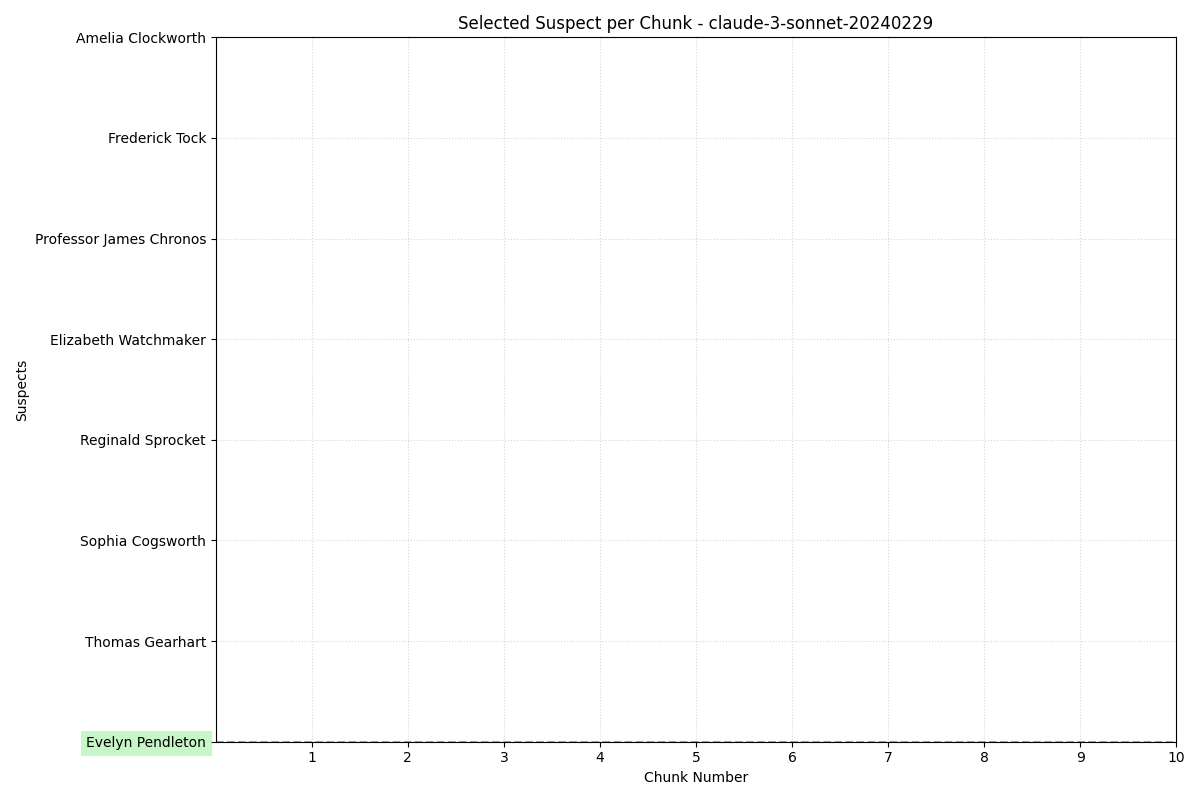 Selected Suspect per Chunk - claude-3-sonnet-20240229
Amelia Clockworth
Frederick Tock
Professor James Chronos
Elizabeth Watchmaker
Suspects
Reginald Sprocket
Sophia Cogsworth
Thomas Gearhart
Evelyn Pendleton
1 2 3 4 5 6 7 8 9 10
Chunk Number